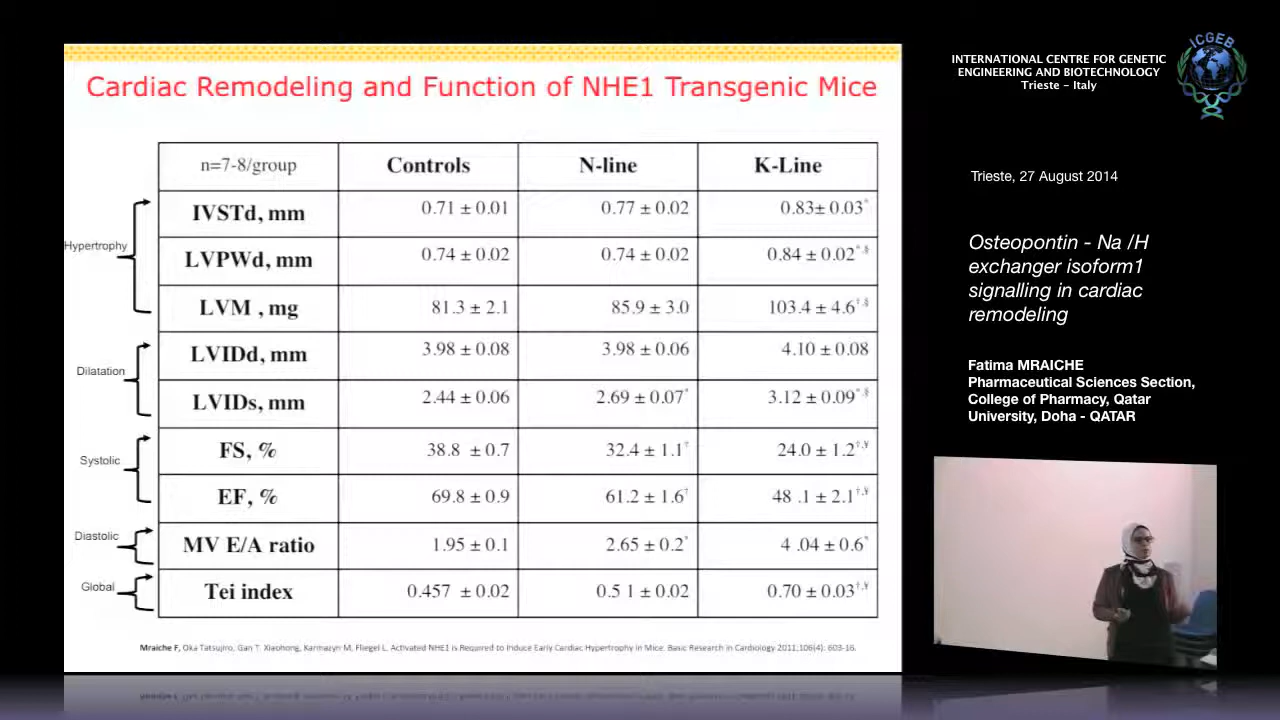 Cardiac Remodeling and Function of NHE1 Transgenic Mice
n=7-8/group Controls N-line K-Line
IVSTd, mm 0.71 ± 0.01 0.77 ± 0.02 0.83± 0.03*
Hypertrophy
LVPWd, mm 0.74 ± 0.02 0.74 ± 0.02 0.84 ± 0.02*,§
LVM , mg 81.3 ± 2.1 85.9 ± 3.0 103.4 ± 4.6†,§
LVIDd, mm 3.98 ± 0.08 3.98 ± 0.06 4.10 ± 0.08
Dilatation
LVIDs, mm 2.44 ± 0.06 2.69 ± 0.07* 3.12 ± 0.09*,§
FS, % 38.8 ± 0.7 32.4 ± 1.1† 24.0 ± 1.2†,¥
Systolic
EF, % 69.8 ± 0.9 61.2 ± 1.6† 48 .1 ± 2.1†,¥
Diastolic
MV E/A ratio 1.95 ± 0.1 2.65 ± 0.2* 4 .04 ± 0.6*
Global
Tei index 0.457 ± 0.02 0.5 1 ± 0.02 0.70 ± 0.03†,¥
Mraiche F, Oka Tatsujiro, Gan T. Xiaohong, Karmazyn M, Fliegel L. Activated NHE1 is Required to Induce Early Cardiac Hypertrophy in Mice. Basic Research in Cardiology 2011;106(4): 603-16.
INTERNATIONAL CENTRE FOR GENETIC
ENGINEERING AND BIOTECHNOLOGY
Trieste - Italy
ICGEB
Trieste, 27 August 2014
Osteopontin - Na /H
exchanger isoform1
signalling in cardiac
remodeling
Fatima MRAICHE
Pharmaceutical Sciences Section,
College of Pharmacy, Qatar
University, Doha - QATAR